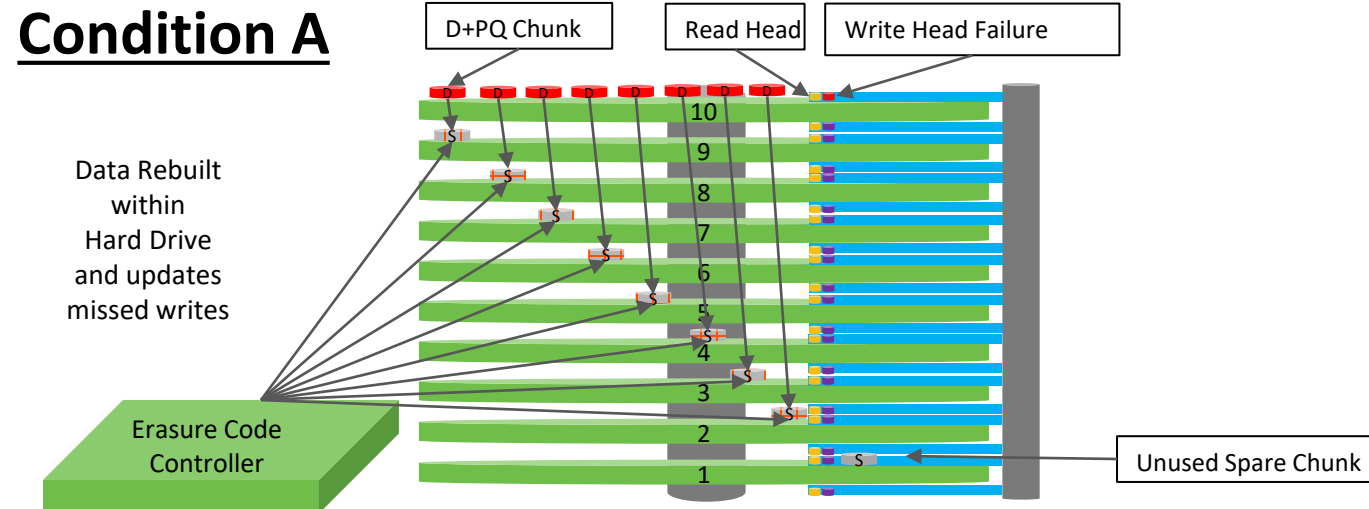 Condition A
D+PQ Chunk
Read Head
Write Head Failure
D D D D D D D D
10
S
9
S
8
S
7
S
6
S
5
S
4
S
3
S
2
S
1
Data Rebuilt
within
Hard Drive
and updates
missed writes
Erasure Code
Controller
Unused Spare Chunk